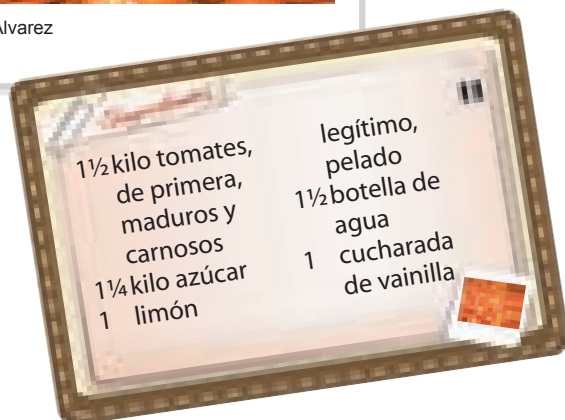 Alvarez
1½ kilo tomates,
de primera,
maduros y
carnosos
1¼ kilo azúcar
1 limón
legítimo,
pelado
1½ botella de
agua
1 cucharada
de vainilla